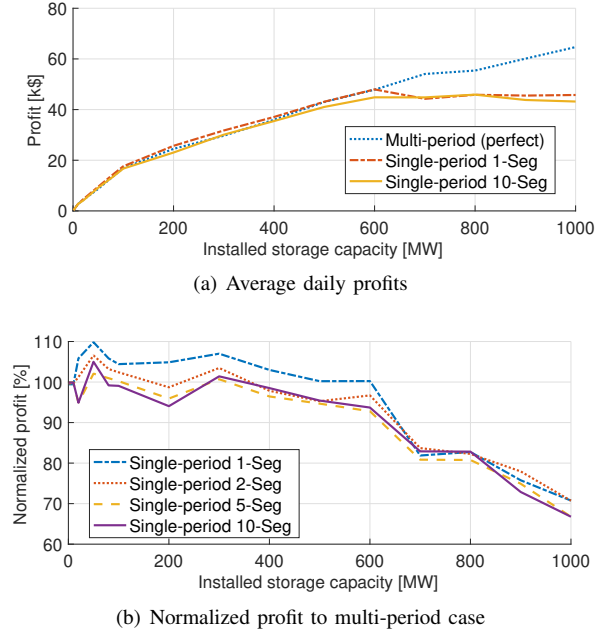 80
60
40
20
0
Profit [k$]
Multi-period (perfect)
Single-period 1-Seg
Single-period 10-Seg
0 200 400 600 800 1000
Installed storage capacity [MW]
(a) Average daily profits
110
100
90
80
70
60
Normalized profit [%]
Single-period 1-Seg
Single-period 2-Seg
Single-period 5-Seg
Single-period 10-Seg
0 200 400 600 800 1000
Installed storage capacity [MW]
(b) Normalized profit to multi-period case